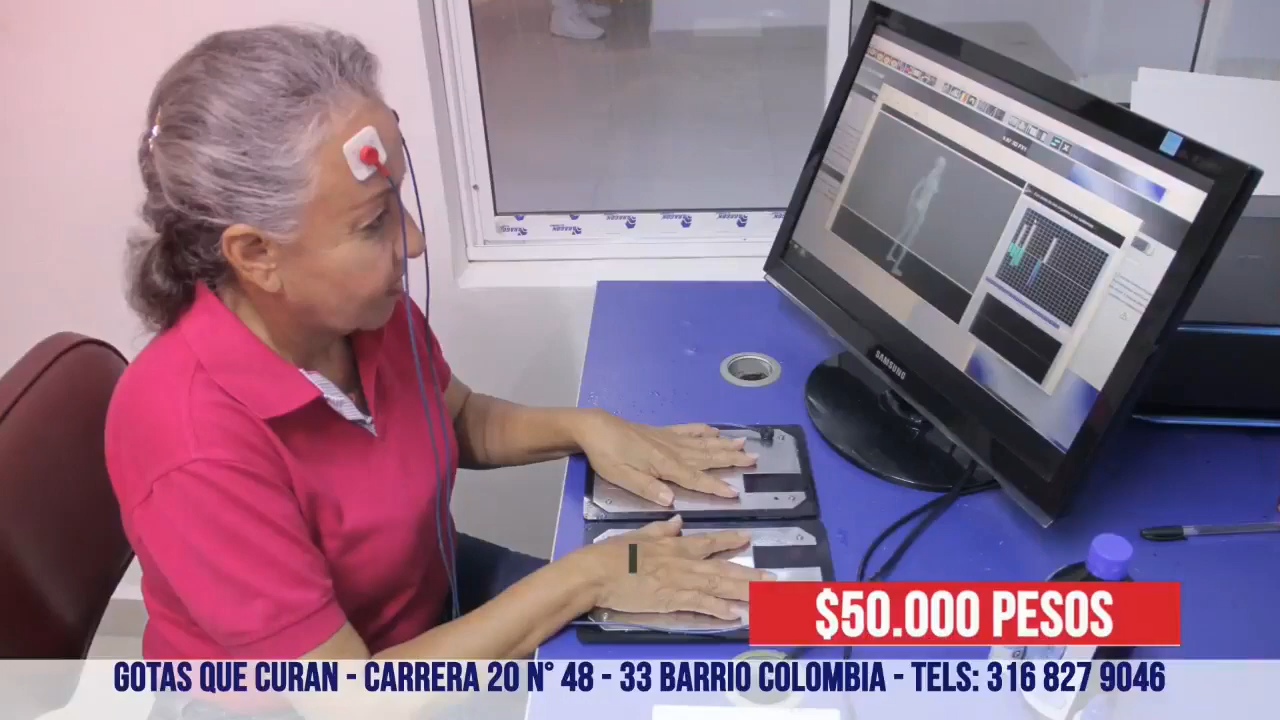 SAMSUNG
$50.000 PESOS
GOTAS QUE CURAN - CARRERA 20 N° 48 - 33 BARRIO COLOMBIA - TELS: 316 827 9046